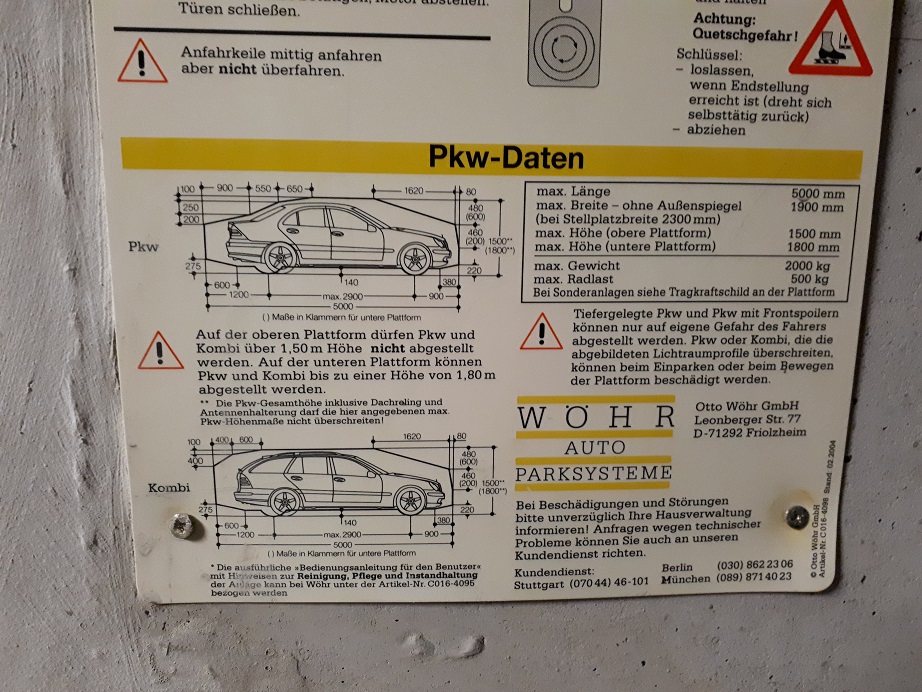 Türen schließen.
Anfahrkeile mittig anfahren
aber nicht überfahren.
und halten
Achtung:
Quetschgefahr!
Schlüssel:
– loslassen,
wenn Endstellung
erreicht ist (dreht sich
selbsttätig zurück)
– abziehen
Pkw-Daten
100 900 550 650 1620 80
250
200
480
(600)
460
(200)
1500**
(1800**)
Pkw
275 140 220
600 380
1200 max. 2900 900
5000
( ) Maße in Klammern für untere Plattform
max. Länge 5000 mm
max. Breite – ohne Außenspiegel 1900 mm
(bei Stellplatzbreite 2300 mm)
max. Höhe (obere Plattform) 1500 mm
max. Höhe (untere Plattform) 1800 mm
max. Gewicht 2000 kg
max. Radlast 500 kg
Bei Sonderanlagen siehe Tragkraftschild an der Plattform
Auf der oberen Plattform dürfen Pkw und
Kombi über 1,50 m Höhe nicht abgestellt
werden. Auf der unteren Plattform können
Pkw und Kombi bis zu einer Höhe von 1,80 m
abgestellt werden.
** Die Pkw-Gesamthöhe inklusive Dachreling und
Antennenhalterung darf die hier angegebenen max.
Pkw-Höhenmaße nicht überschreiten!
Tiefergelegte Pkw und Pkw mit Frontspoilern
können nur auf eigene Gefahr des Fahrers
abgestellt werden. Pkw oder Kombi, die die
abgebildeten Lichtraumprofile überschreiten,
können beim Einparken oder beim Bewegen
der Plattform beschädigt werden.
100 400 600 1620 80
400
480
(600)
460
(200)
1500**
(1800**)
Kombi
275 140 220
600 380
1200 max. 2900 900
5000
( ) Maße in Klammern für untere Plattform
* Die ausführliche »Bedienungsanleitung für den Benutzer«
mit Hinweisen zur Reinigung, Pflege und Instandhaltung
der Anlage kann bei Wöhr unter der Artikel-Nr. C016-4095
bezogen werden
WÖHR
AUTO
PARKSYSTEME
Otto Wöhr GmbH
Leonberger Str. 77
D-71292 Friolzheim
Bei Beschädigungen und Störungen
bitte unverzüglich Ihre Hausverwaltung
informieren! Anfragen wegen technischer
Probleme können Sie auch an unseren
Kundendienst richten.
Kundendienst:
Stuttgart (070 44) 46-101
Berlin (030) 862 23 06
München (089) 871 40 23
© Otto Wöhr GmbH
Artikel-Nr. C 016-4098 Stand: 02.2004